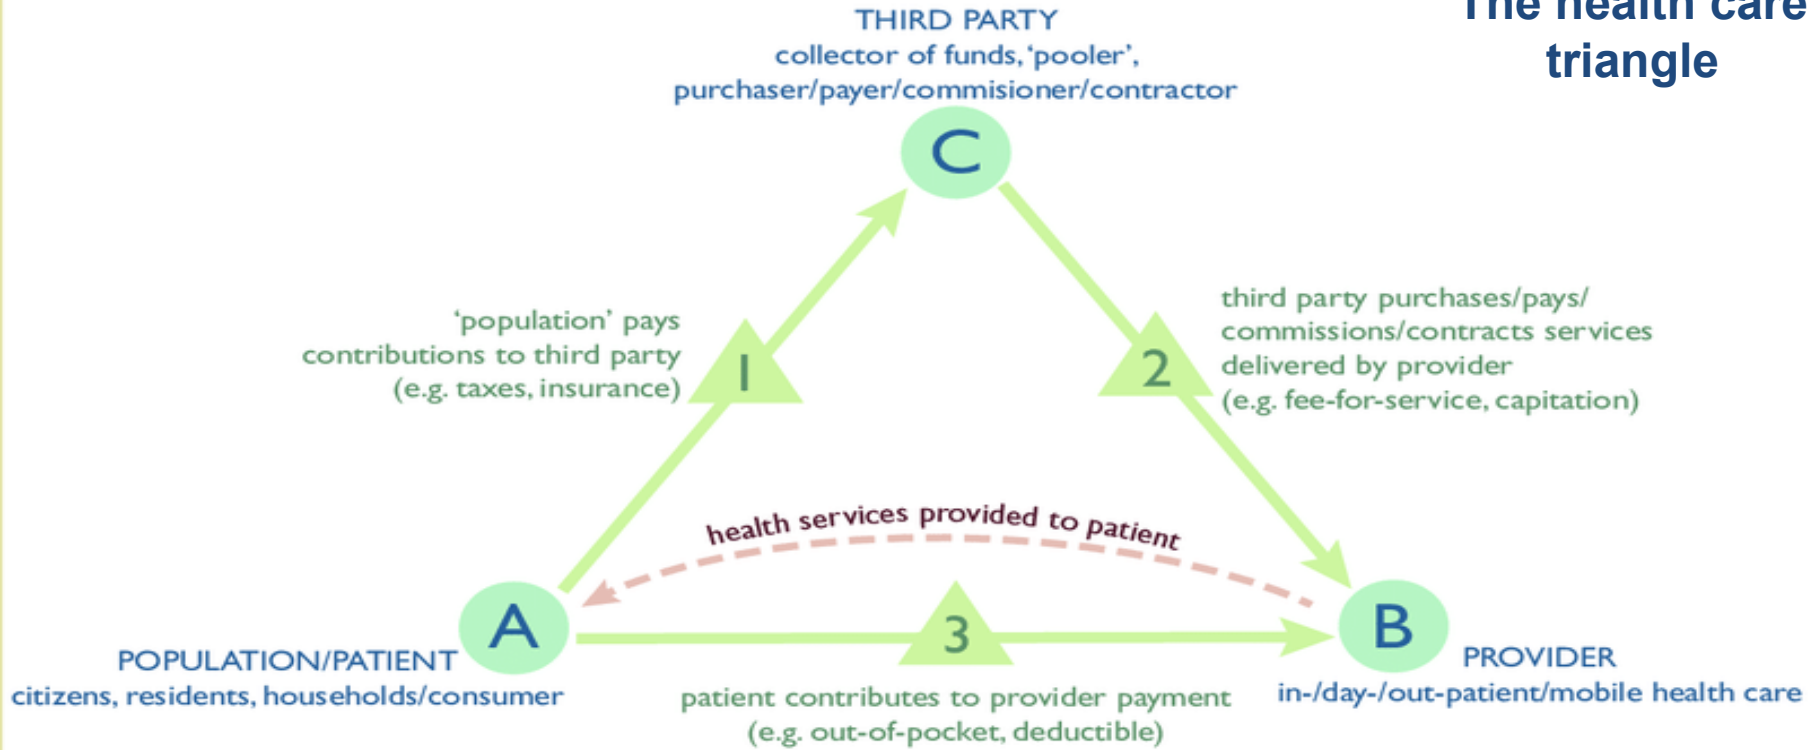 The health care
triangle
THIRD PARTY
collector of funds, ‘pooler’,
purchaser/payer/commisioner/contractor
C
‘population’ pays
contributions to third party
(e.g. taxes, insurance)
1
2
third party purchases/pays/
commissions/contracts services
delivered by provider
(e.g. fee-for-service, capitation)
health services provided to patient
A
POPULATION/PATIENT
citizens, residents, households/consumer
3
patient contributes to provider payment
(e.g. out-of-pocket, deductible)
B
PROVIDER
in-/day-/out-patient/mobile health care